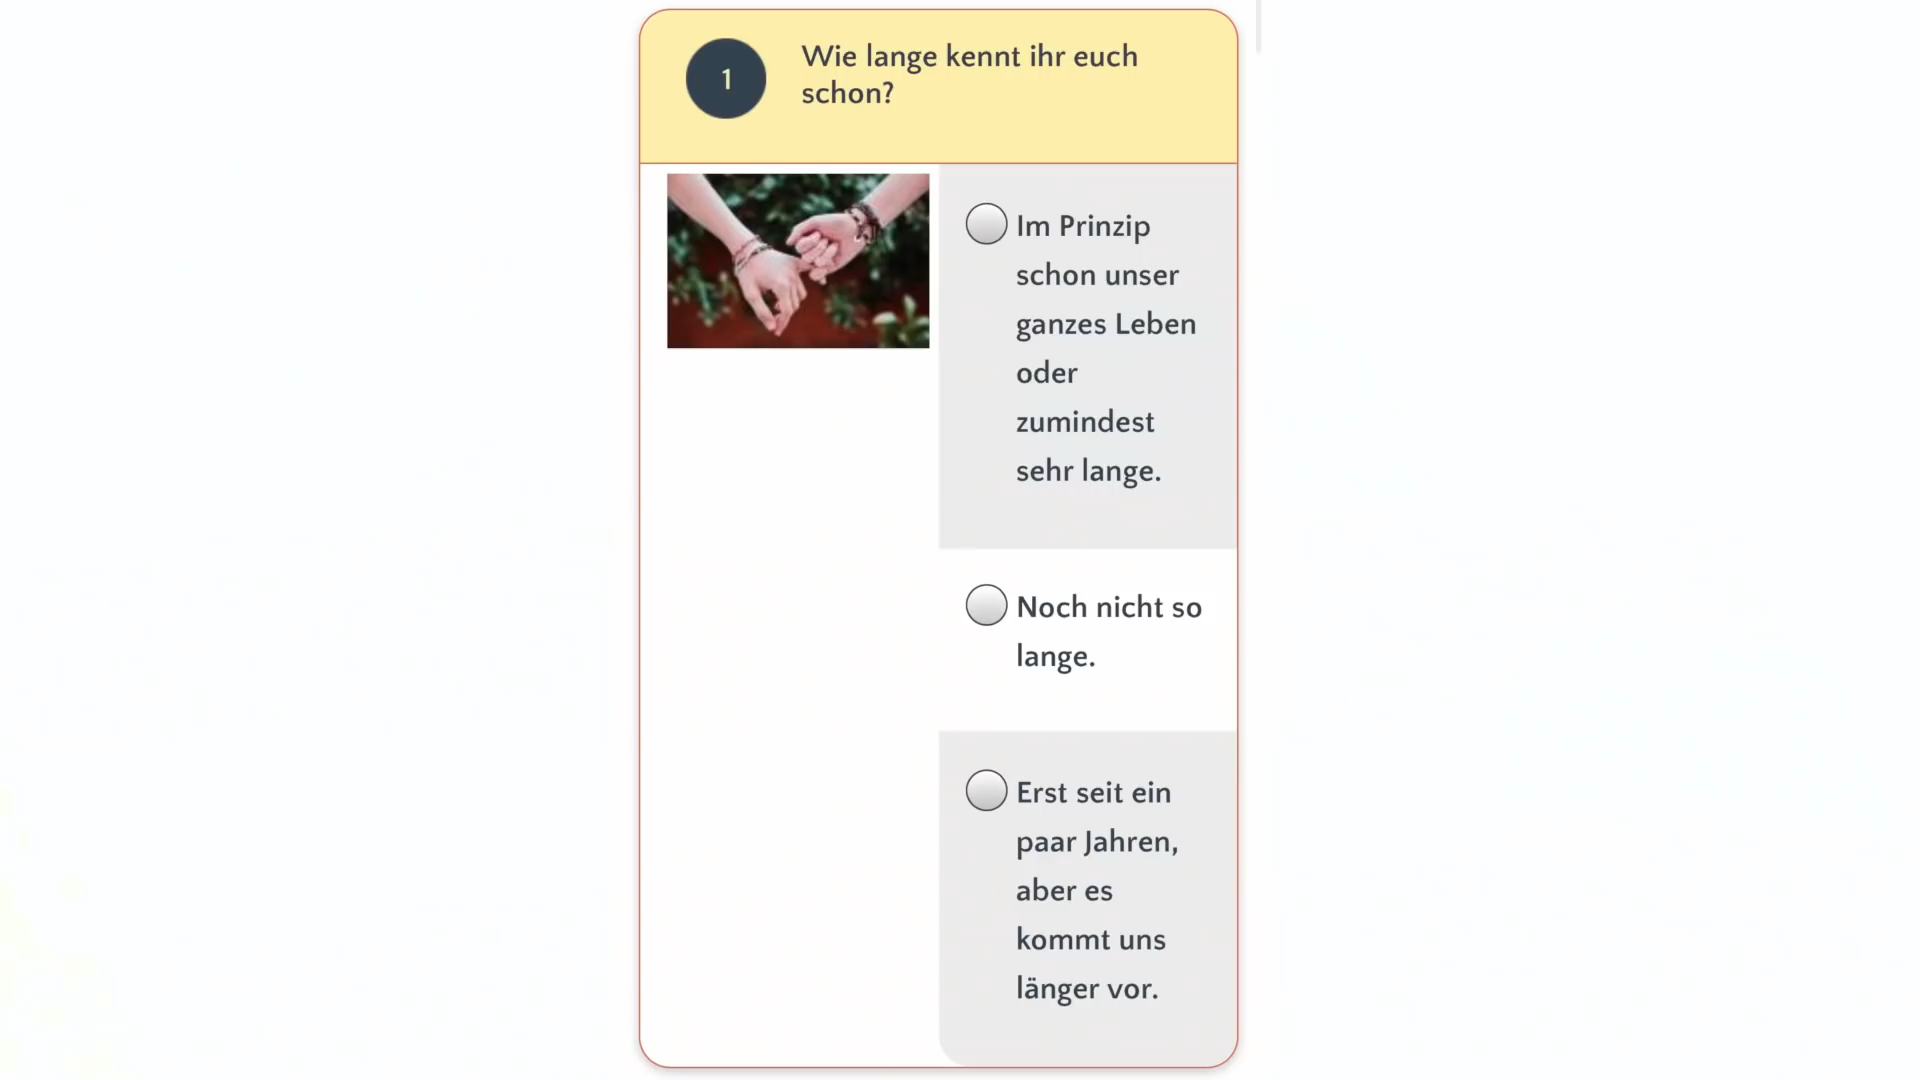 1
Wie lange kennt ihr euch
schon?
Im Prinzip
schon unser
ganzes Leben
oder
zumindest
sehr lange.
Noch nicht so
lange.
Erst seit ein
paar Jahren,
aber es
kommt uns
länger vor.